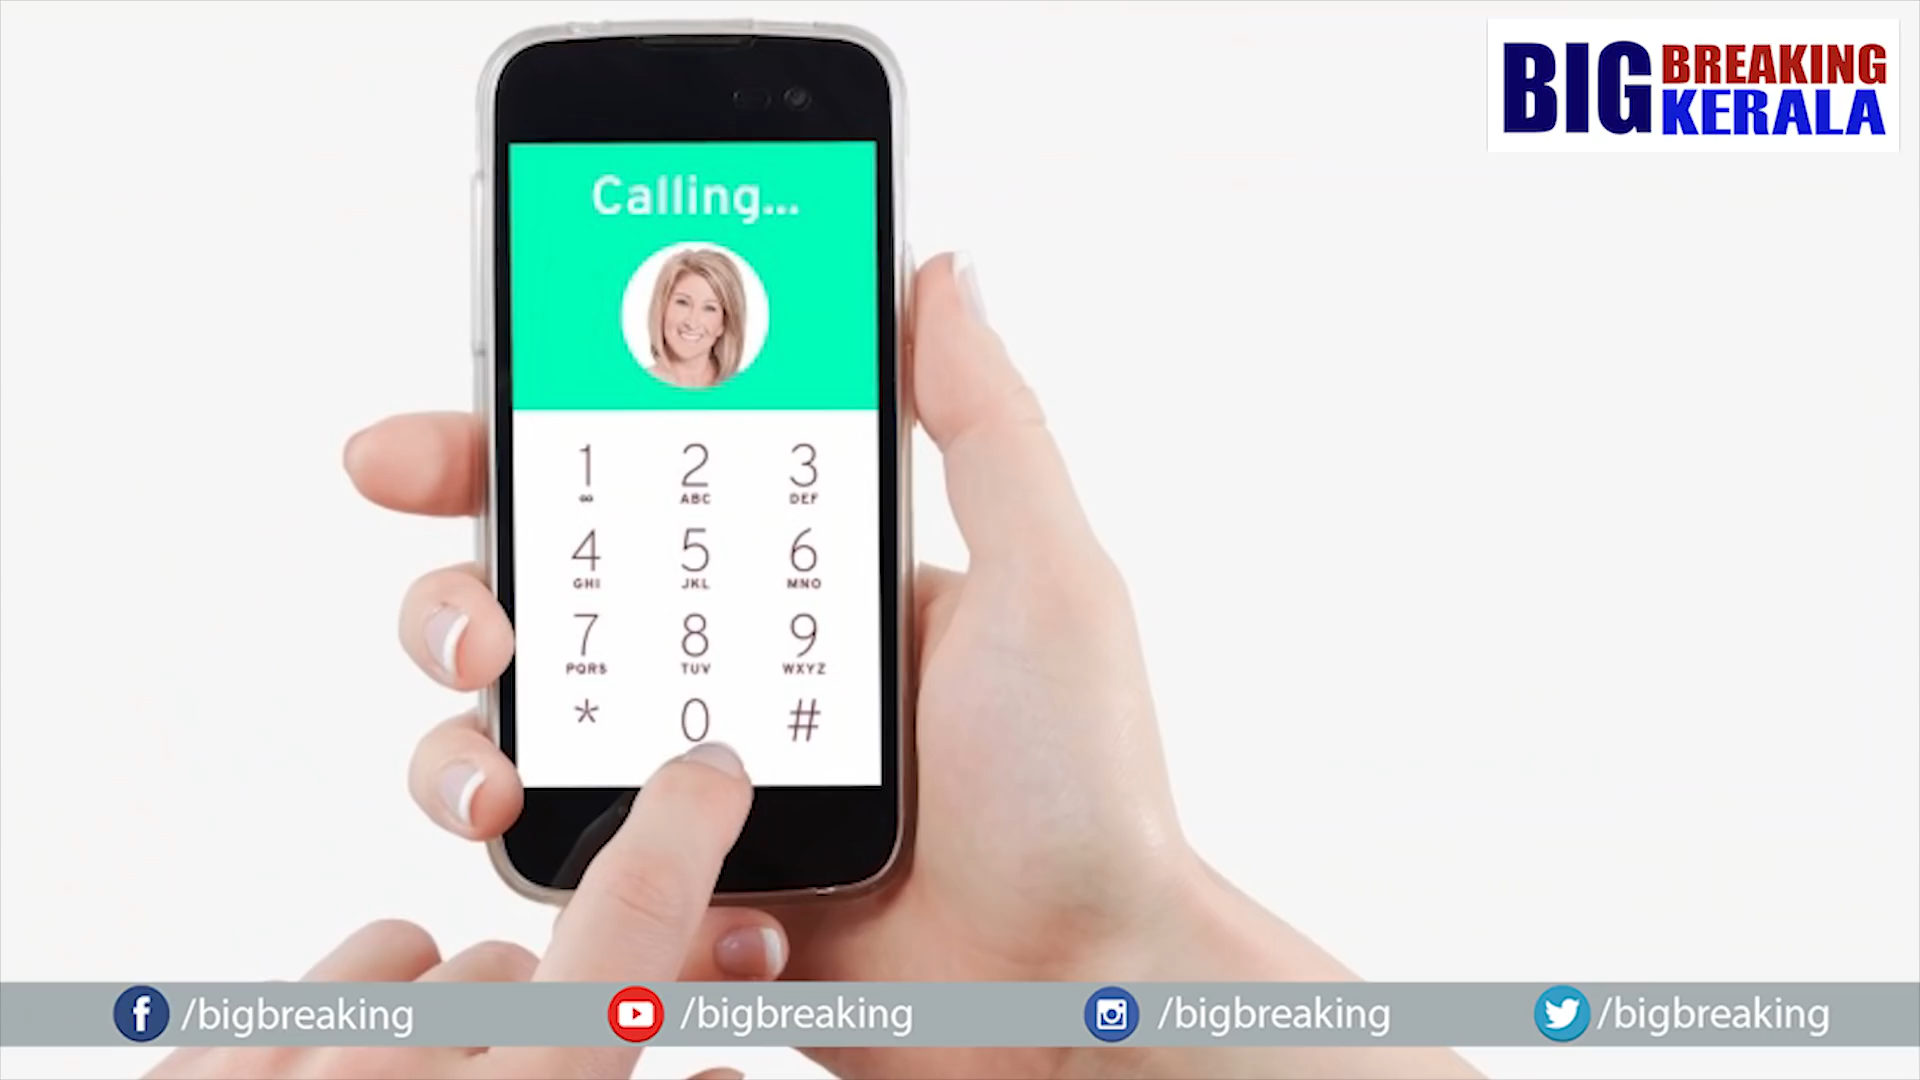 BIG BREAKING
KERALA
Calling...
1 2 3
∞ ABC DEF
4 5 6
GHI JKL MNO
7 8 9
PQRS TUV WXYZ
* 0 #
/bigbreaking /bigbreaking /bigbreaking /bigbreaking